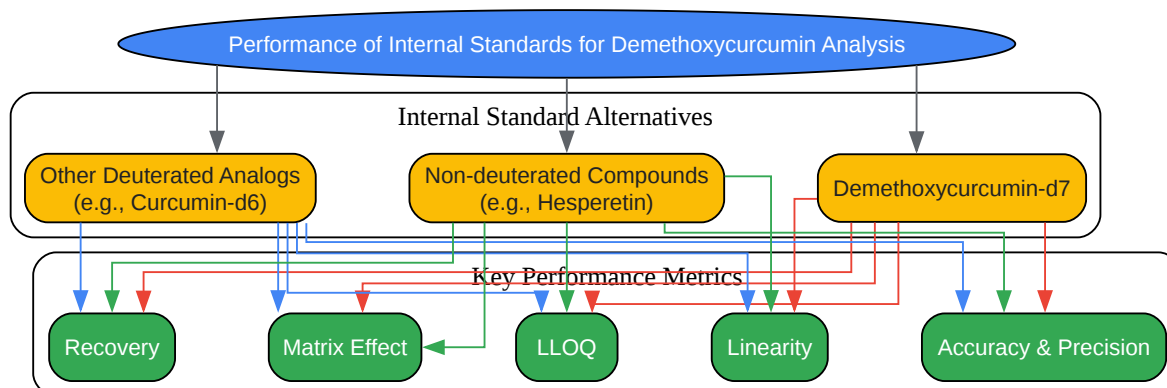 Performance of Internal Standards for Demethoxycurcumin Analysis
Internal Standard Alternatives
Other Deuterated Analogs
(e.g., Curcumin-d6)
Non-deuterated Compounds
(e.g., Hesperetin)
Demethoxycurcumin-d7
Key Performance Metrics
Recovery
Matrix Effect
LLOQ
Linearity
Accuracy & Precision